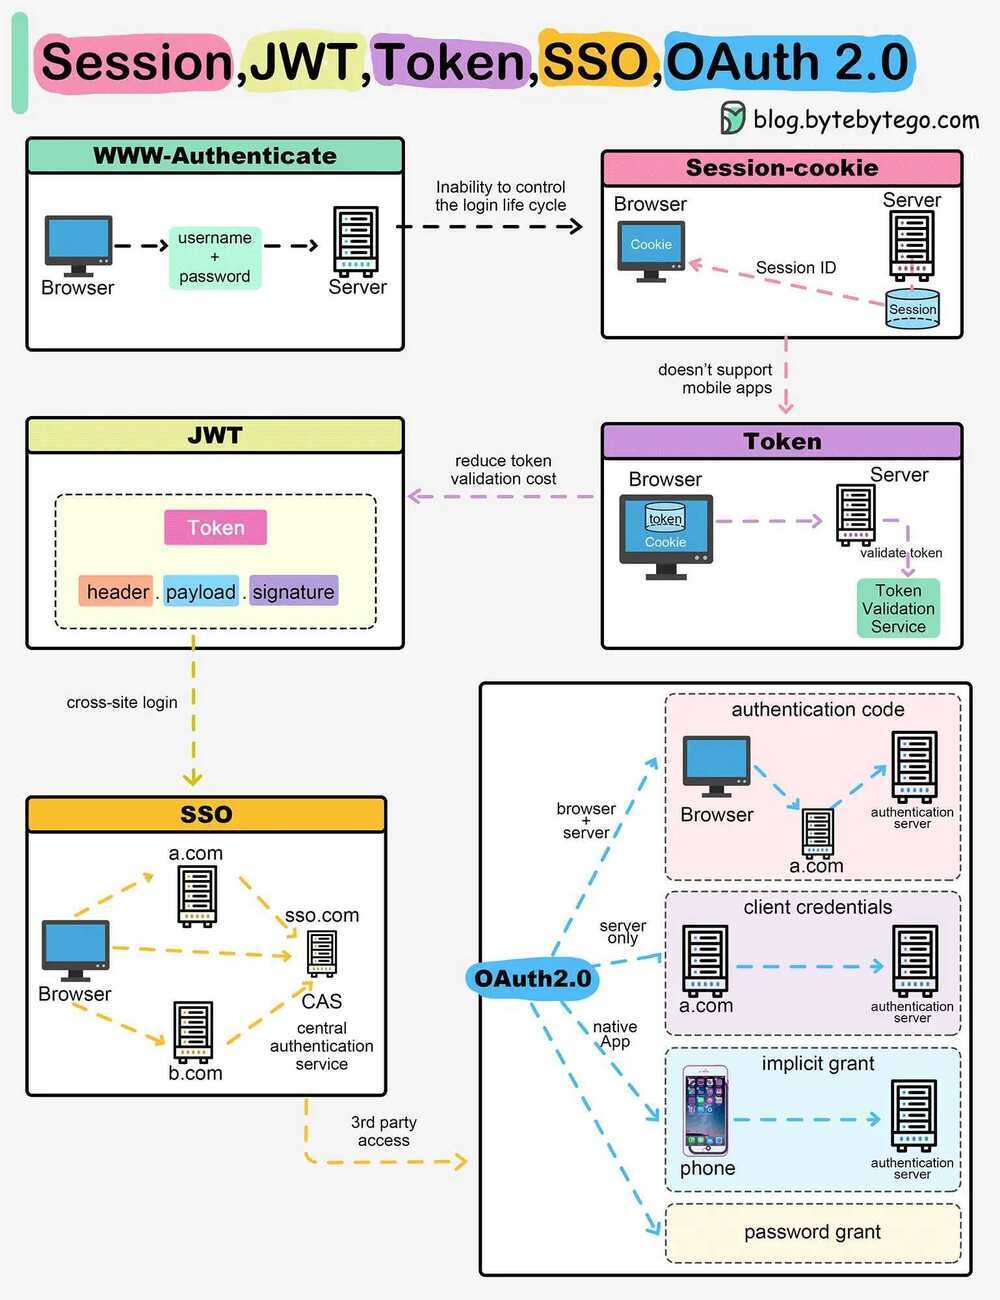 Session,JWT,Token,SSO,OAuth 2.0
blog.bytebytego.com
WWW-Authenticate
Browser
username
+
password
Server
Inability to control
the login life cycle
Session-cookie
Browser
Server
Cookie
Session ID
Session
doesn't support
mobile apps
Token
Browser
Server
token
Cookie
validate token
Token
Validation
Service
reduce token
validation cost
JWT
Token
header . payload . signature
cross-site login
SSO
a.com
sso.com
Browser
CAS
central
authentication
service
b.com
3rd party
access
OAuth2.0
browser
+
server
authentication code
Browser
a.com
authentication
server
server
only
client credentials
a.com
authentication
server
native
App
implicit grant
phone
authentication
server
password grant